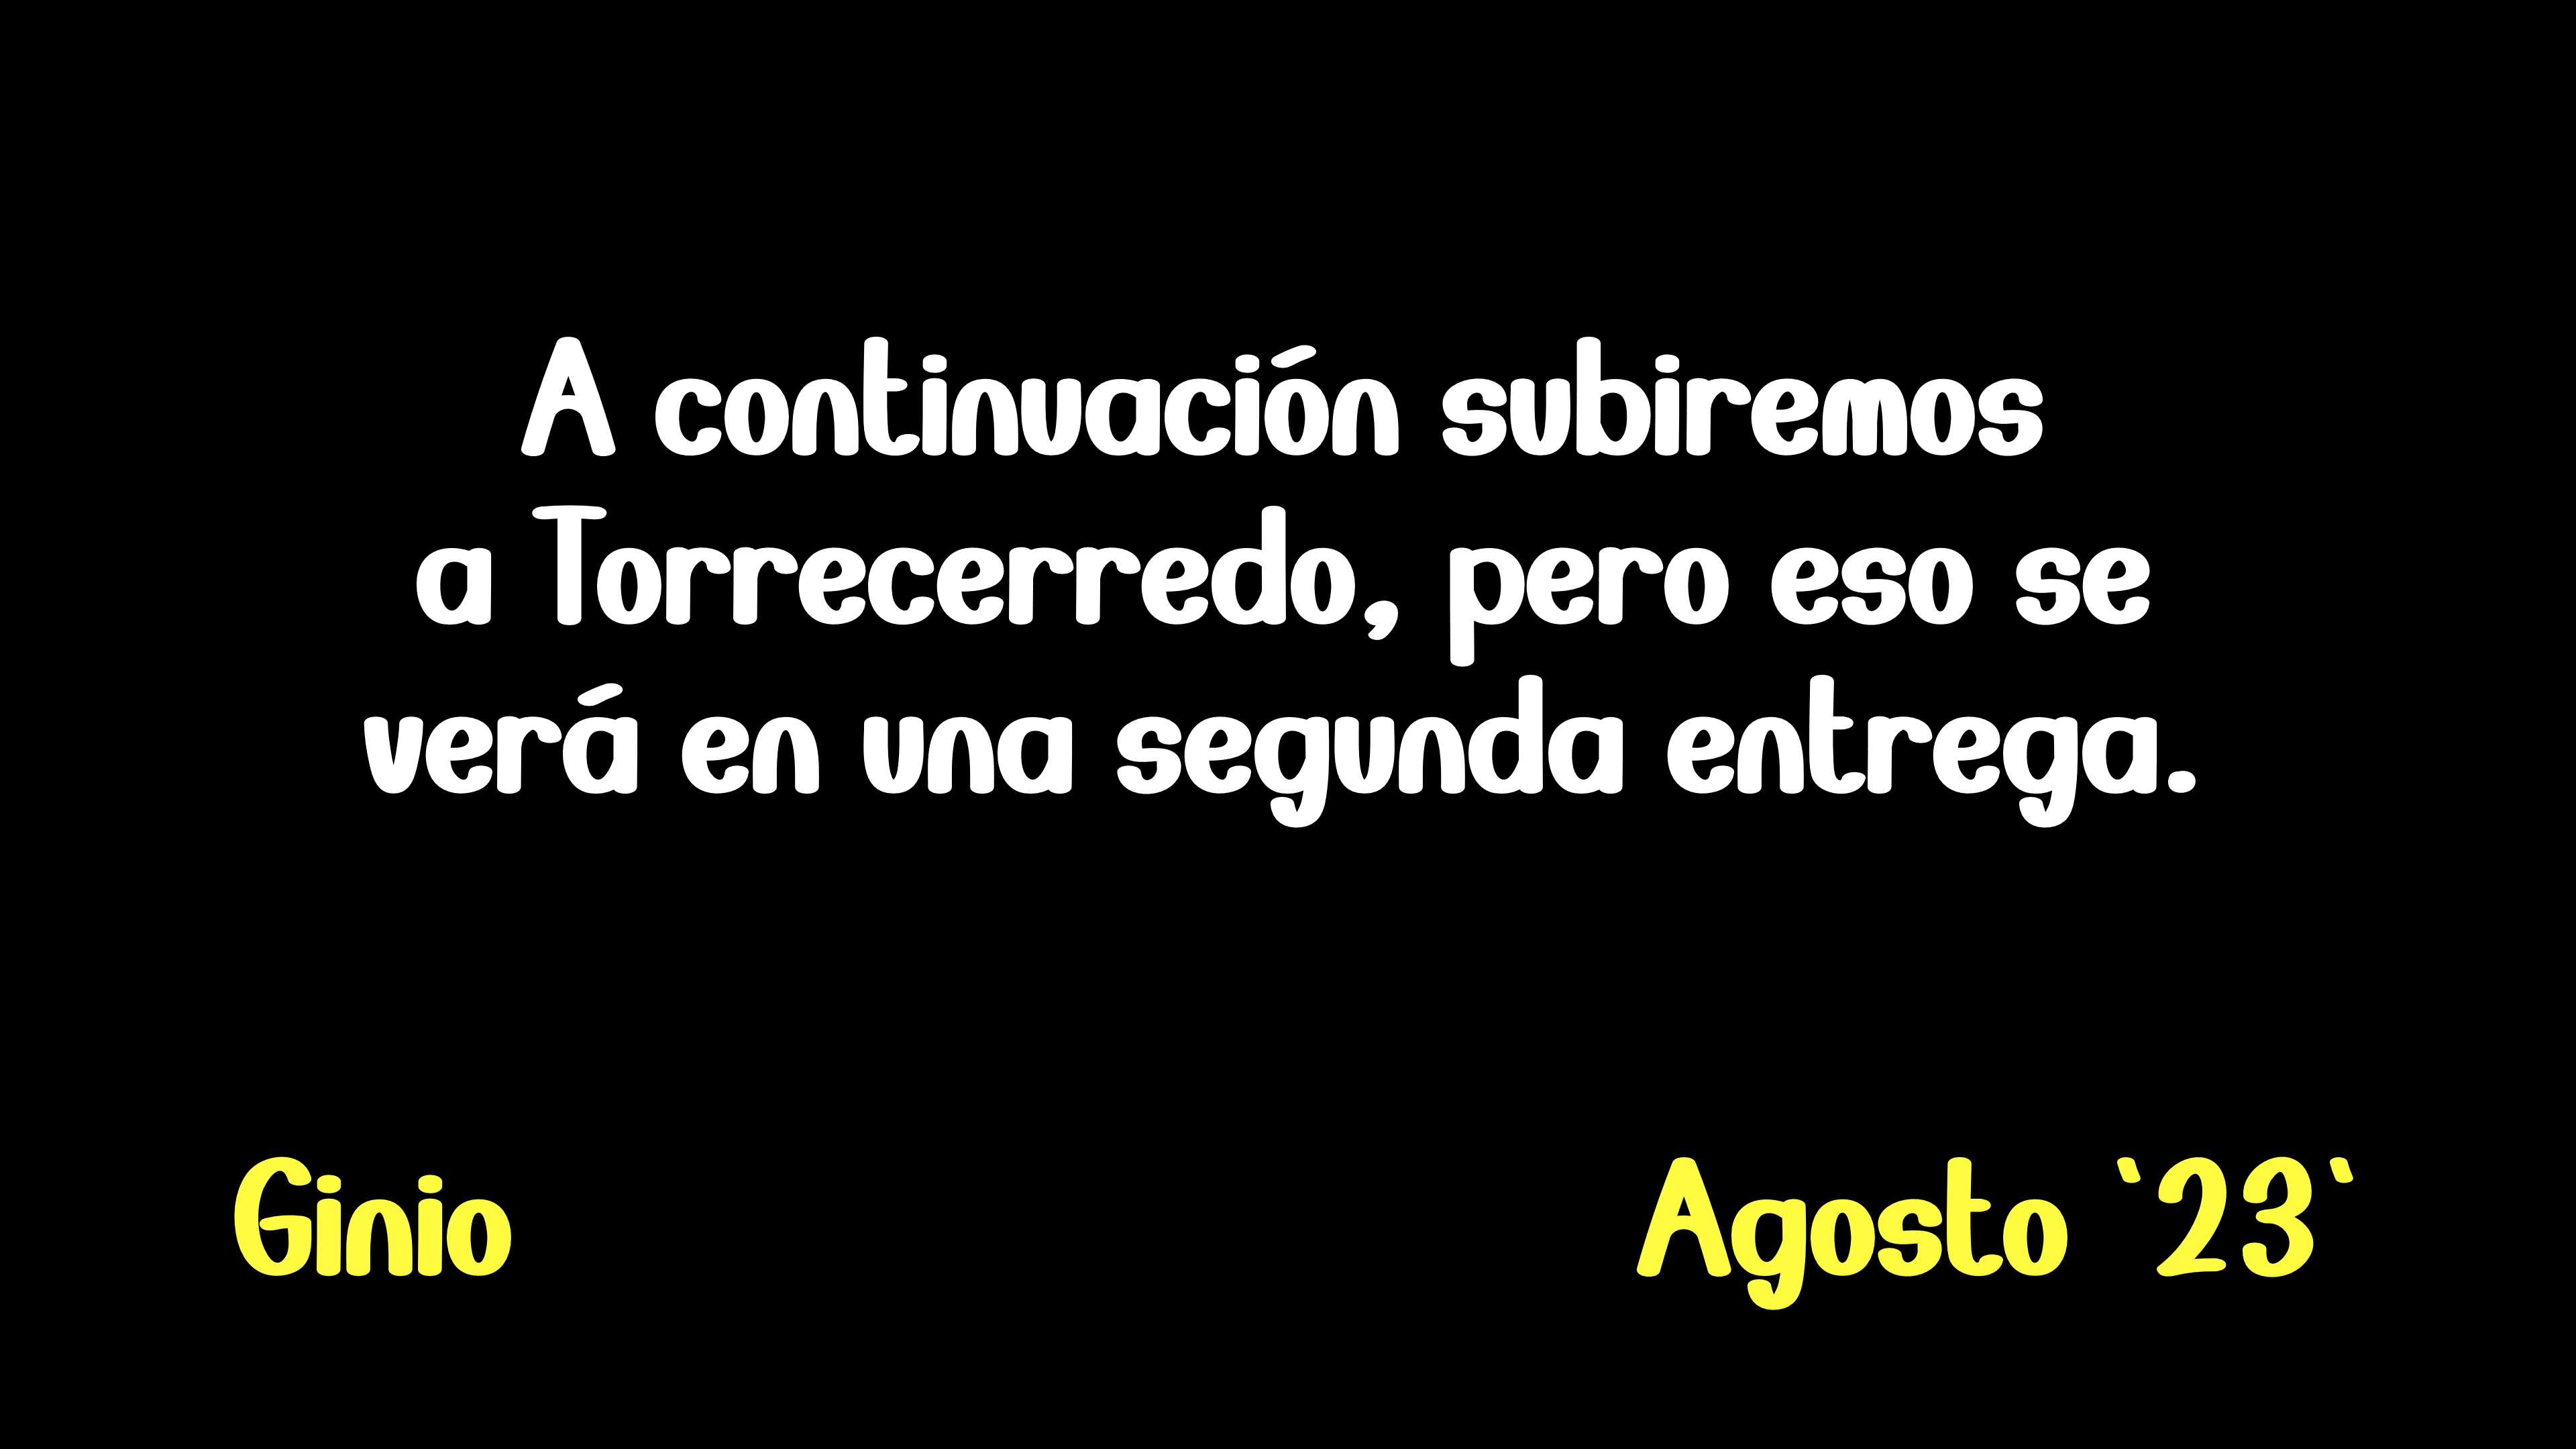 A continuación subiremos
a Torrecerredo, pero eso se
verá en una segunda entrega.
Ginio
Agosto `23`